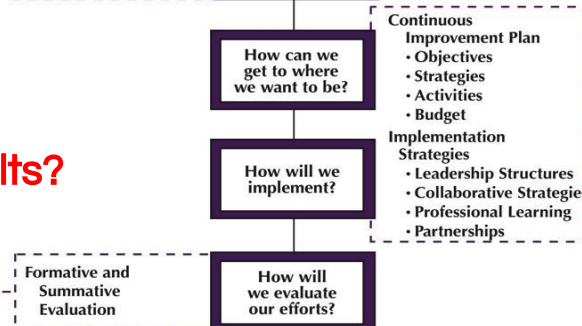 How can we
get to where
we want to be?
Continuous
Improvement Plan
• Objectives
• Strategies
• Activities
• Budget
Implementation
Strategies
• Leadership Structures
• Collaborative Strategie
• Professional Learning
• Partnerships
lts?
How will we
implement?
Formative and
Summative
Evaluation
How will
we evaluate
our efforts?